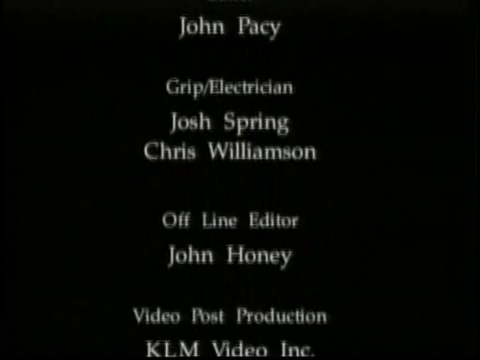 John Pacy
Grip/Electrician
Josh Spring
Chris Williamson
Off Line Editor
John Honey
Video Post Production
KLM Video Inc.